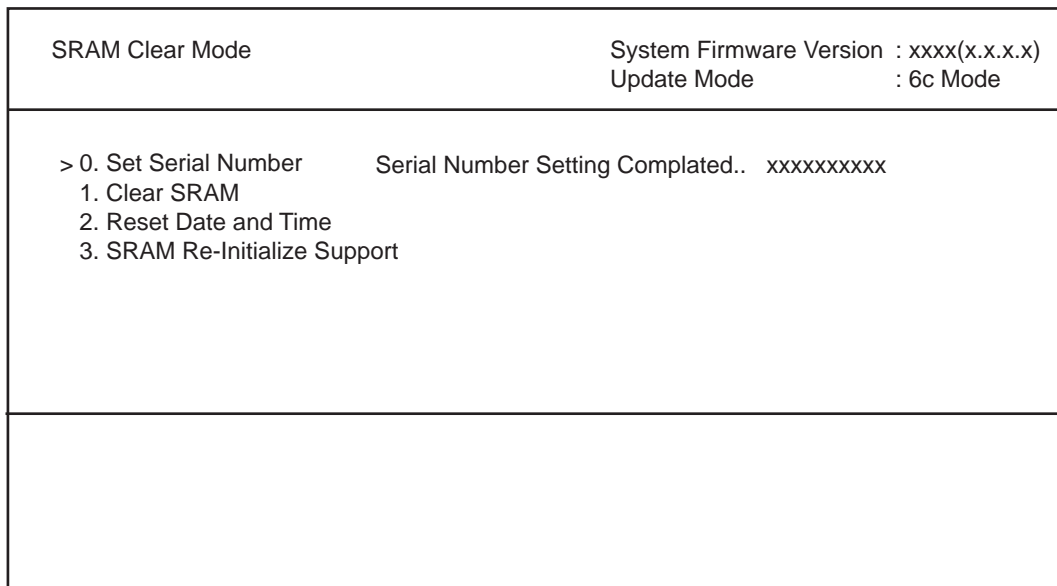 SRAM Clear Mode
System Firmware Version : xxxx(x.x.x.x)
Update Mode : 6c Mode
> 0. Set Serial Number Serial Number Setting Complated.. xxxxxxxxxx
1. Clear SRAM
2. Reset Date and Time
3. SRAM Re-Initialize Support